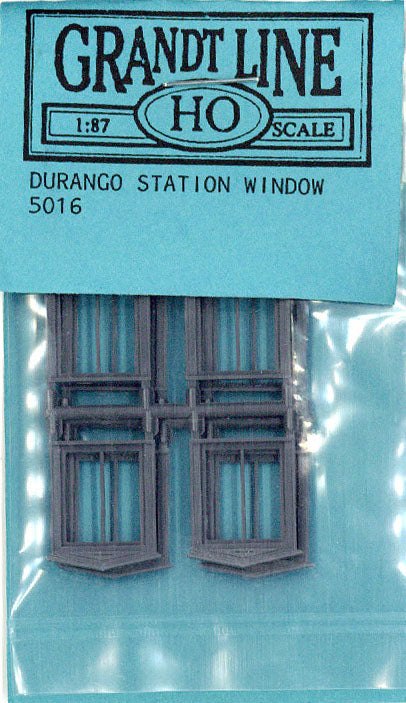 GRANDT LINE
1:87 HO SCALE
DURANGO STATION WINDOW
5016